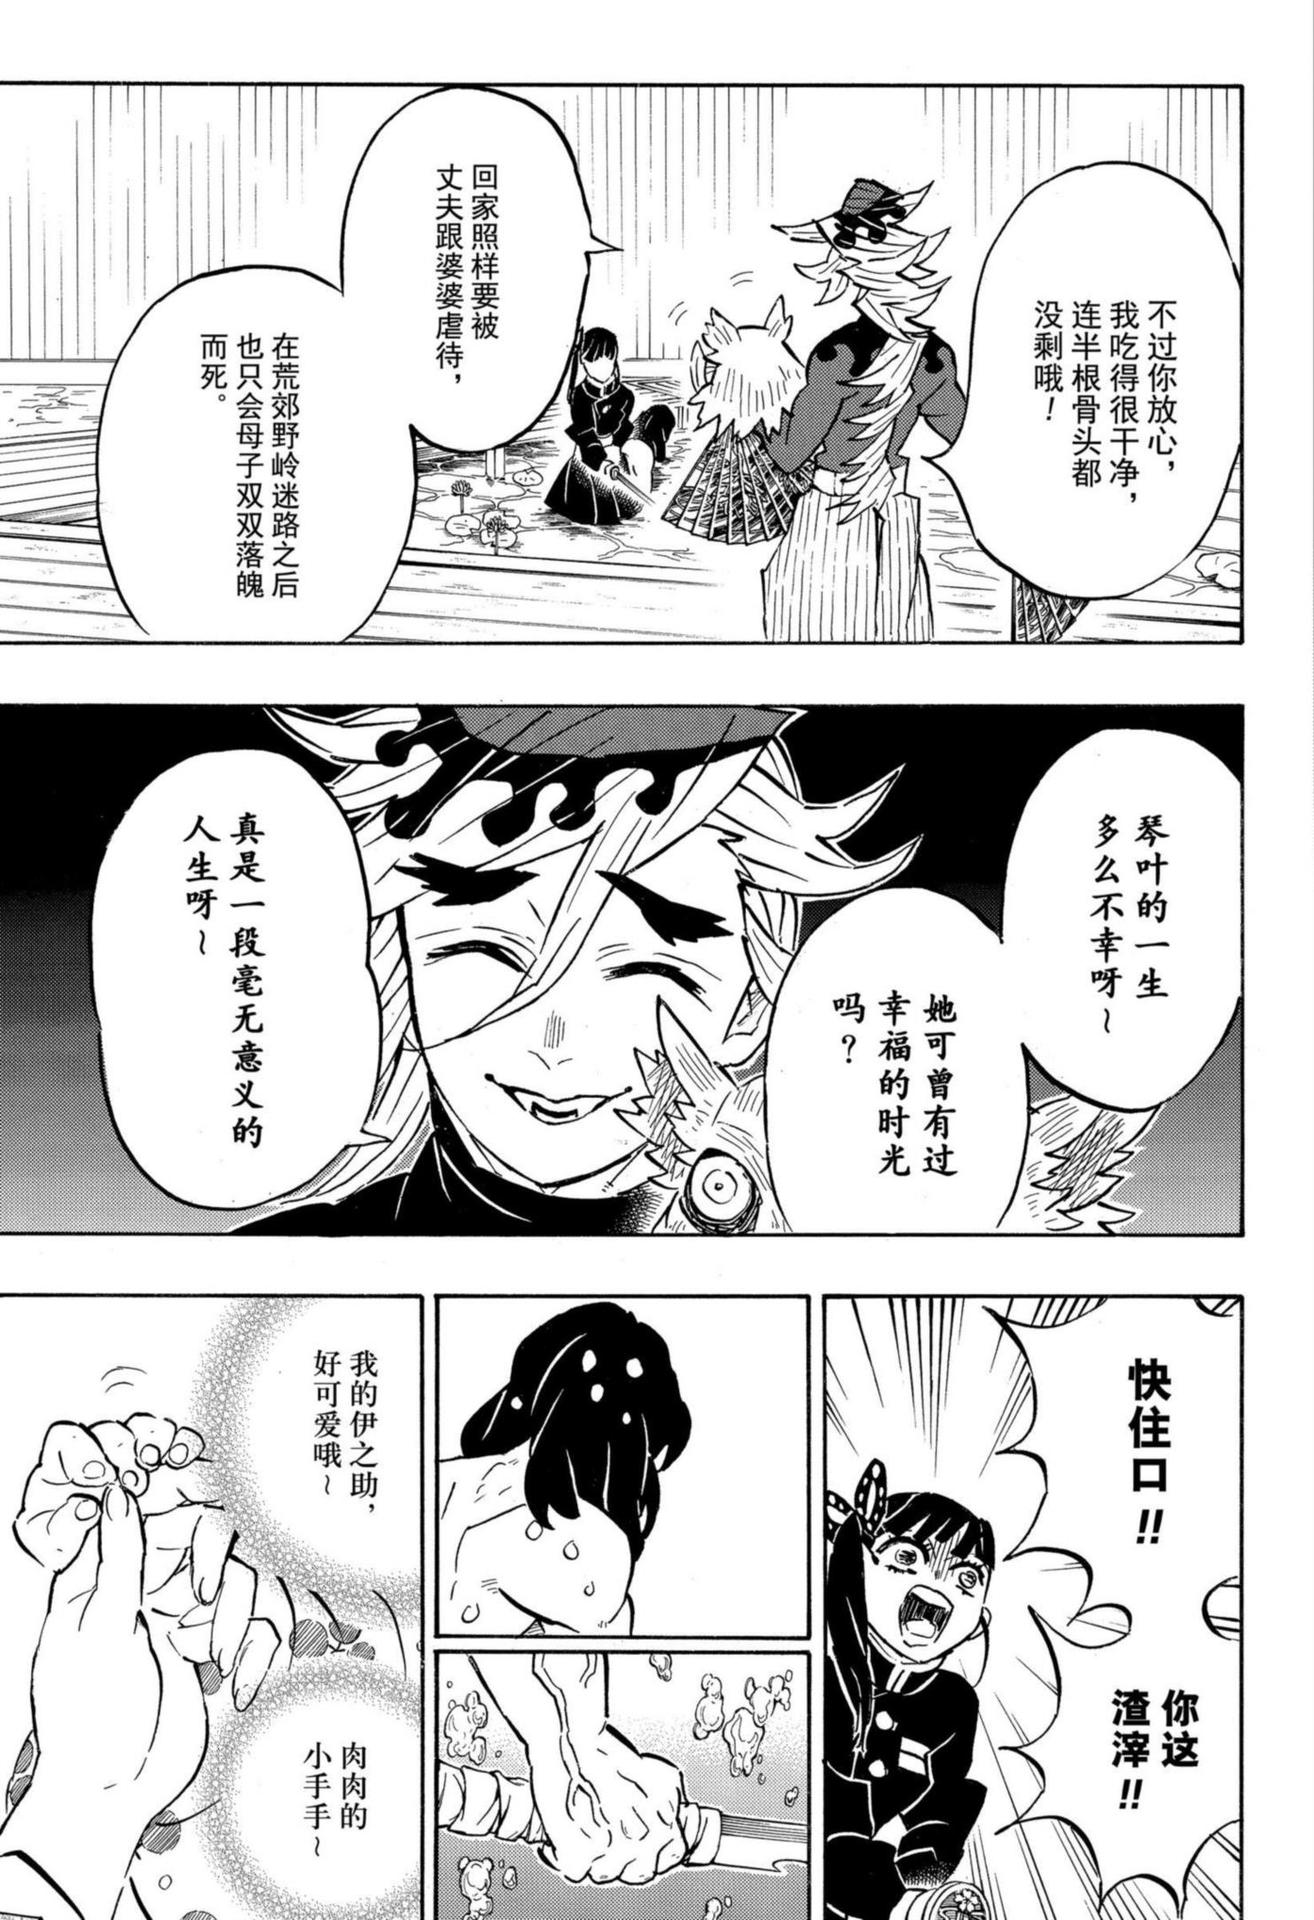 不过你放心，
我吃得很干净，
连半根骨头都
没剩哦！
回家照样要被
丈夫跟婆婆虐待，
在荒郊野岭迷路之后
也只会母子双双落魄
而死。
琴叶的一生
多么不幸呀～
她可曾有过
幸福的时光
吗？
真是一段毫无意义的
人生呀～
快住口!!
你这
渣滓!!
我的伊之助，
好可爱哦～
肉肉的
小手手～